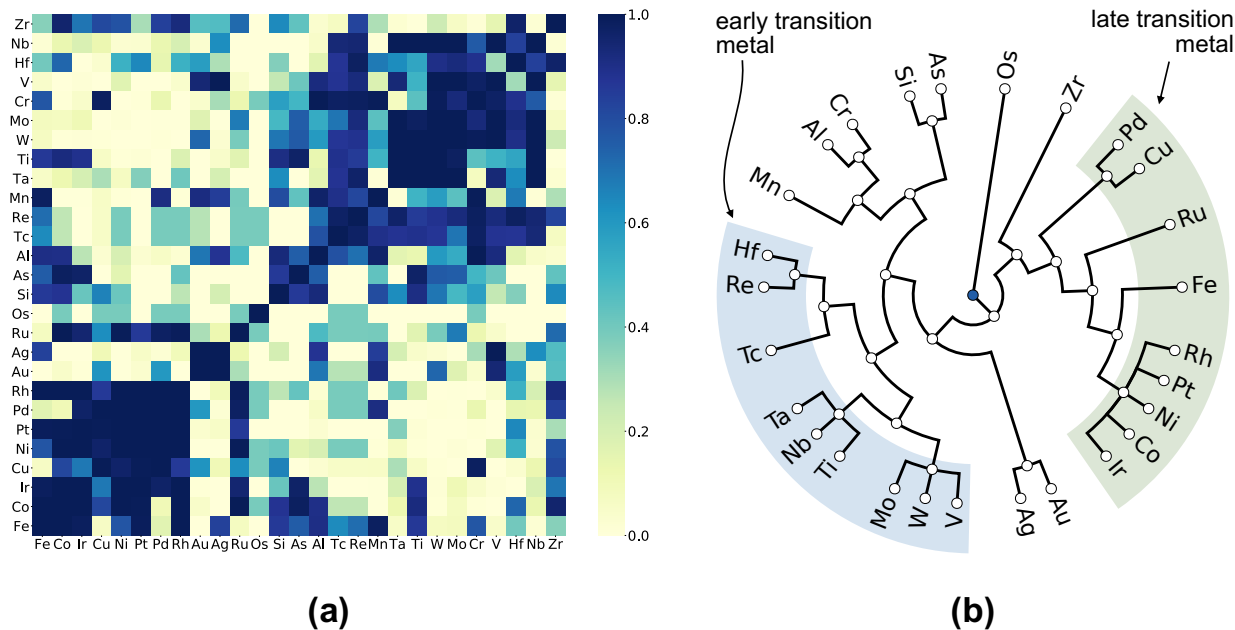 Zr
Nb
Hf
V
Cr
Mo
W
Ti
Ta
Mn
Re
Tc
Al
As
Si
Os
Ru
Ag
Au
Rh
Pd
Pt
Ni
Cu
Ir
Co
Fe
Fe Co Ir Cu Ni Pt Pd Rh Au Ag Ru Os Si As Al Tc Re Mn Ta Ti W Mo Cr V Hf Nb Zr
1.0
0.8
0.6
0.4
0.2
0.0
(a)
early transition
metal
late transition
metal
Os
Zr
Pd
Cu
Ru
Fe
Rh
Pt
Ni
Co
Ir
Au
Ag
V
W
Mo
Ti
Nb
Ta
Tc
Re
Hf
Mn
Al
Cr
Si
As
(b)